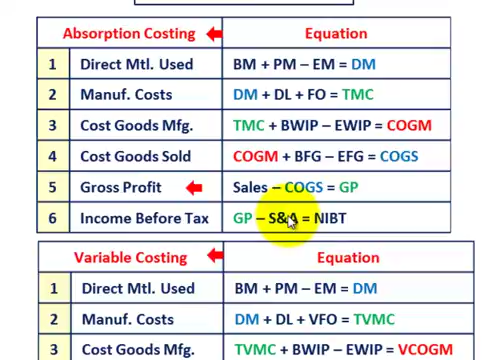 Absorption Costing Equation
1 Direct Mtl. Used BM + PM – EM = DM
2 Manuf. Costs DM + DL + FO = TMC
3 Cost Goods Mfg. TMC + BWIP – EWIP = COGM
4 Cost Goods Sold COGM + BFG – EFG = COGS
5 Gross Profit Sales – COGS = GP
6 Income Before Tax GP – S&A = NIBT
Variable Costing Equation
1 Direct Mtl. Used BM + PM – EM = DM
2 Manuf. Costs DM + DL + VFO = TVMC
3 Cost Goods Mfg. TVMC + BWIP – EWIP = VCOGM